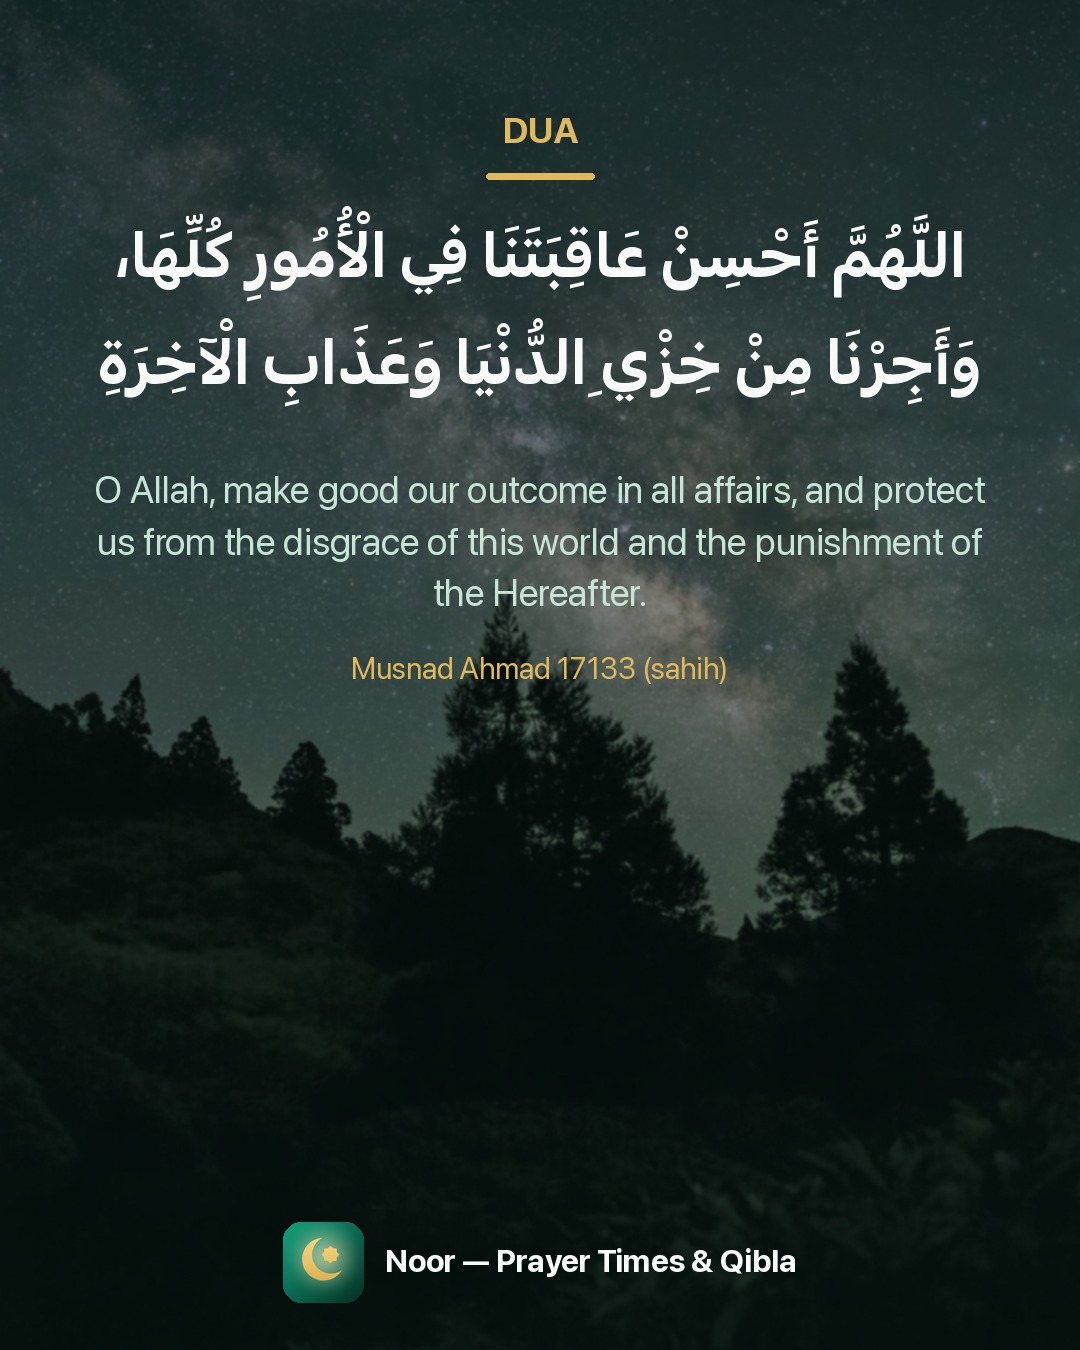 DUA
اللَّهُمَّ أَحْسِنْ عَاقِبَتَنَا فِي الْأُمُورِ كُلِّهَا،
وَأَجِرْنَا مِنْ خِزْيِ الدُّنْيَا وَعَذَابِ الْآخِرَةِ
O Allah, make good our outcome in all affairs, and protect
us from the disgrace of this world and the punishment of
the Hereafter.
Musnad Ahmad 17133 (sahih)
Noor — Prayer Times & Qibla